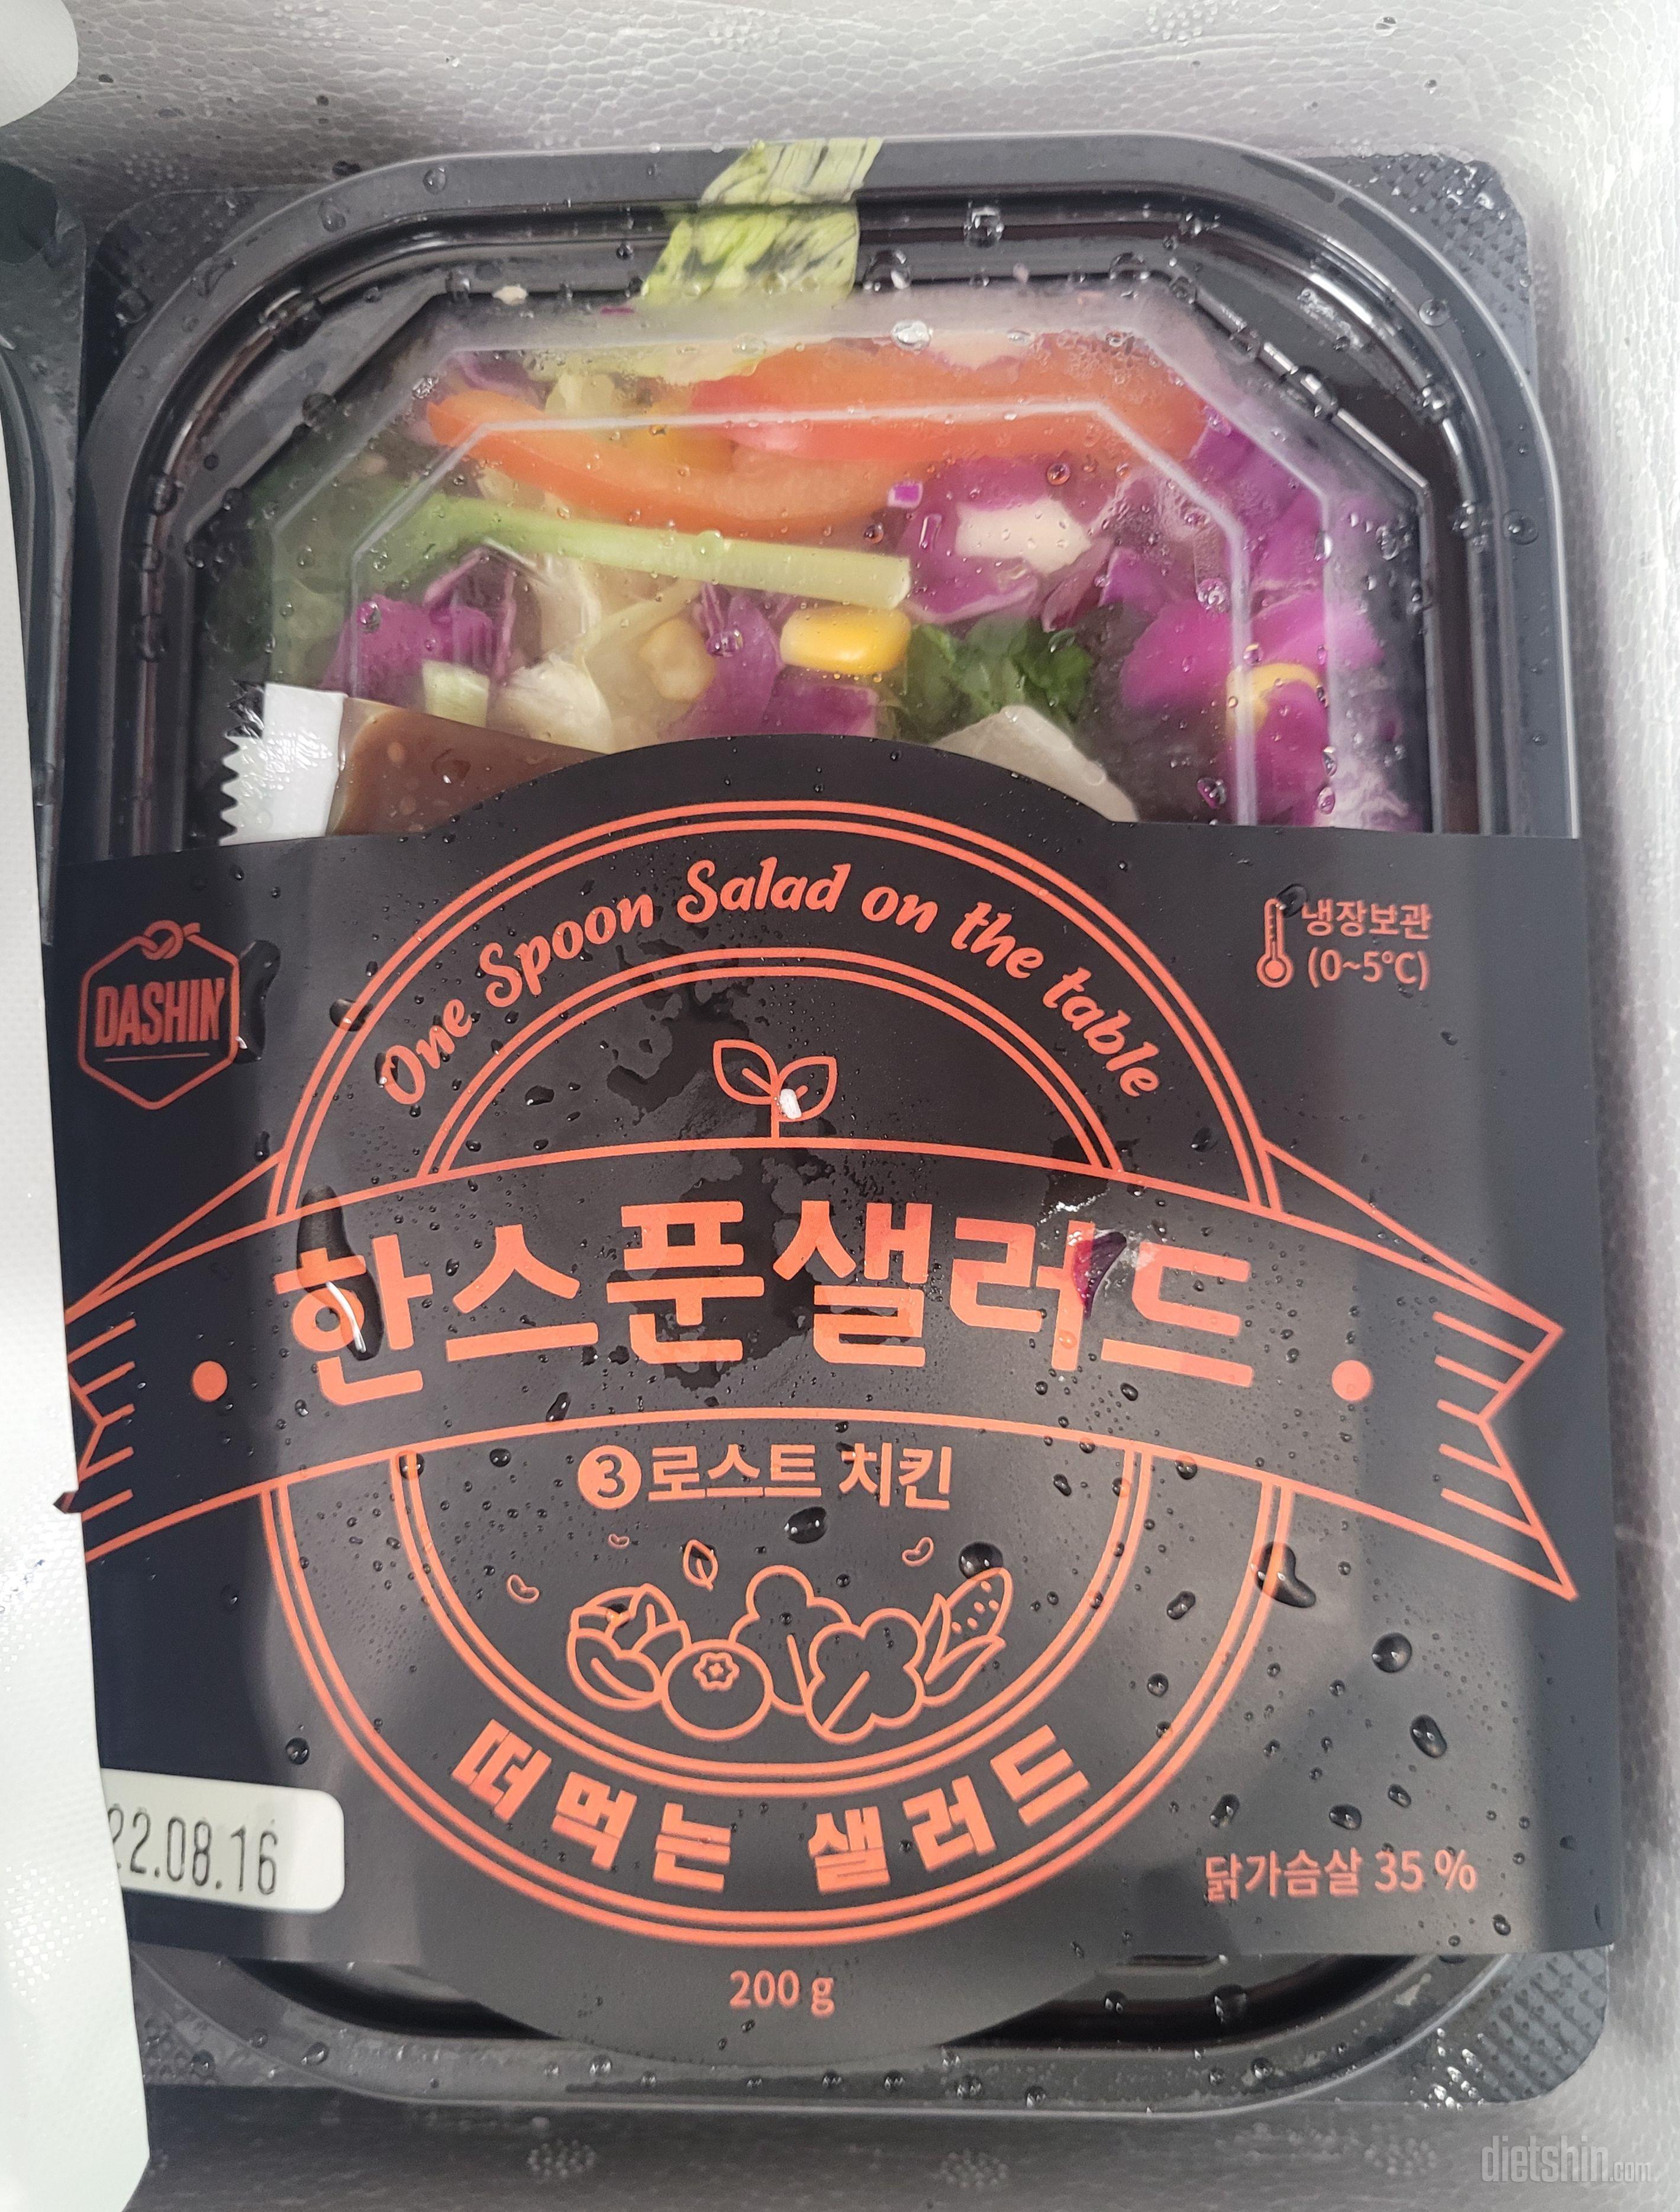 One Spoon Salad on the table
DASHIN
냉장보관
(0~5℃)
한스푼샐러드
3 로스트 치킨
떠먹는 샐러드
22.08.16
닭가슴살 35 %
200 g
dietshin.com